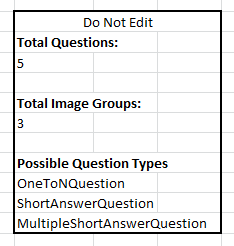 Do Not Edit
Total Questions:
5
Total Image Groups:
3
Possible Question Types
OneToNQuestion
ShortAnswerQuestion
MultipleShortAnswerQuestion